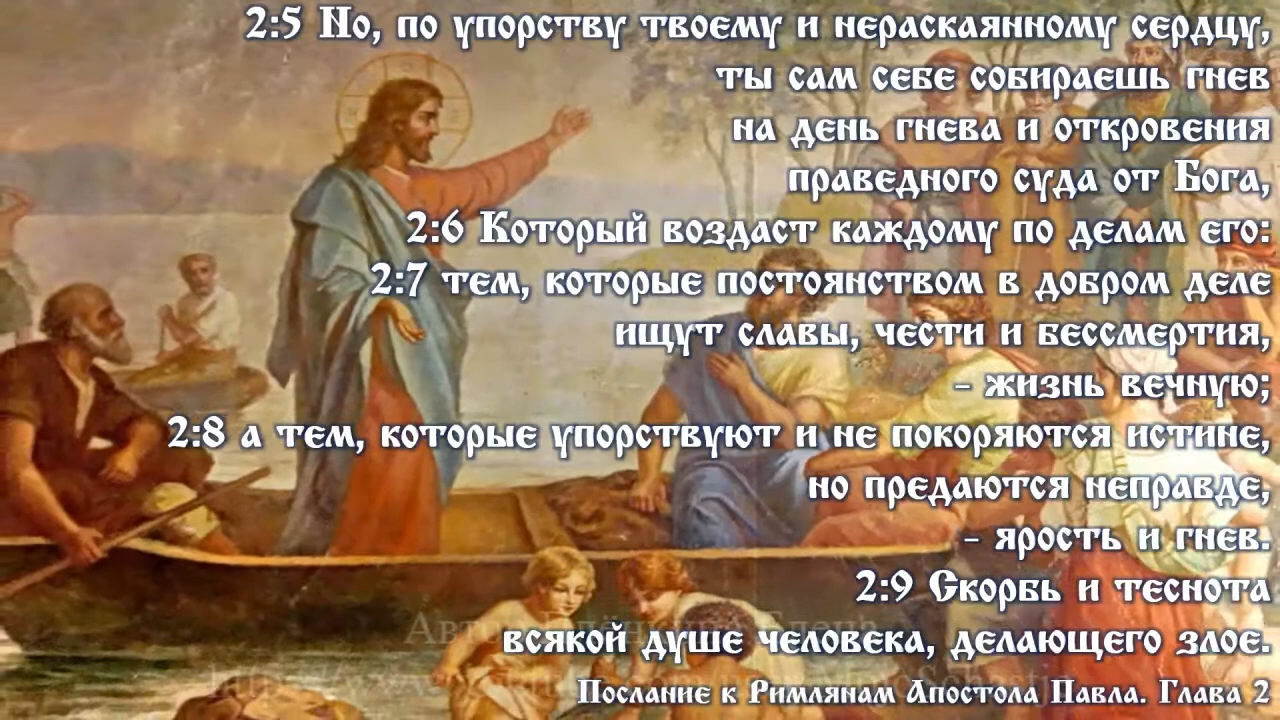 2:5 Но, по упорству твоему и нераскаянному сердцу,
ты сам себе собираешь гнев
на день гнева и откровения
праведного суда от Бога,
2:6 Который воздаст каждому по делам его:
2:7 тем, которые постоянством в добром деле
ищут славы, чести и бессмертия,
- жизнь вечную;
2:8 а тем, которые упорствуют и не покоряются истине,
но предаются неправде,
- ярость и гнев.
2:9 Скорбь и теснота
всякой душе человека, делающего злое.
Послание к Римлянам Апостола Павла. Глава 2